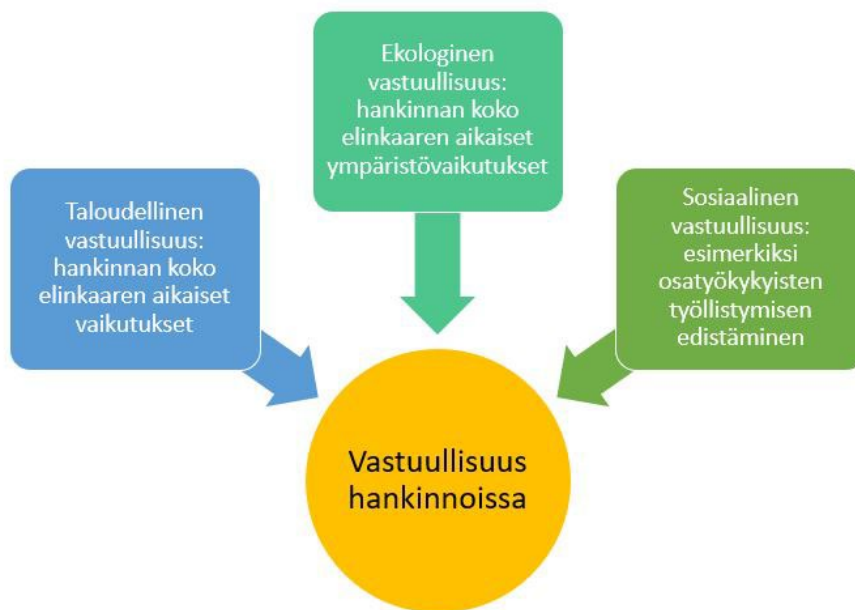 Ekologinen
vastuullisuus:
hankinnan koko
elinkaaren aikaiset
ympäristövaikutukset
Taloudellinen
vastuullisuus:
hankinnan koko
elinkaaren aikaiset
vaikutukset
Sosiaalinen
vastuullisuus:
esimerkiksi
osatyökykyisten
työllistymisen
edistäminen
Vastuullisuus
hankinnoissa